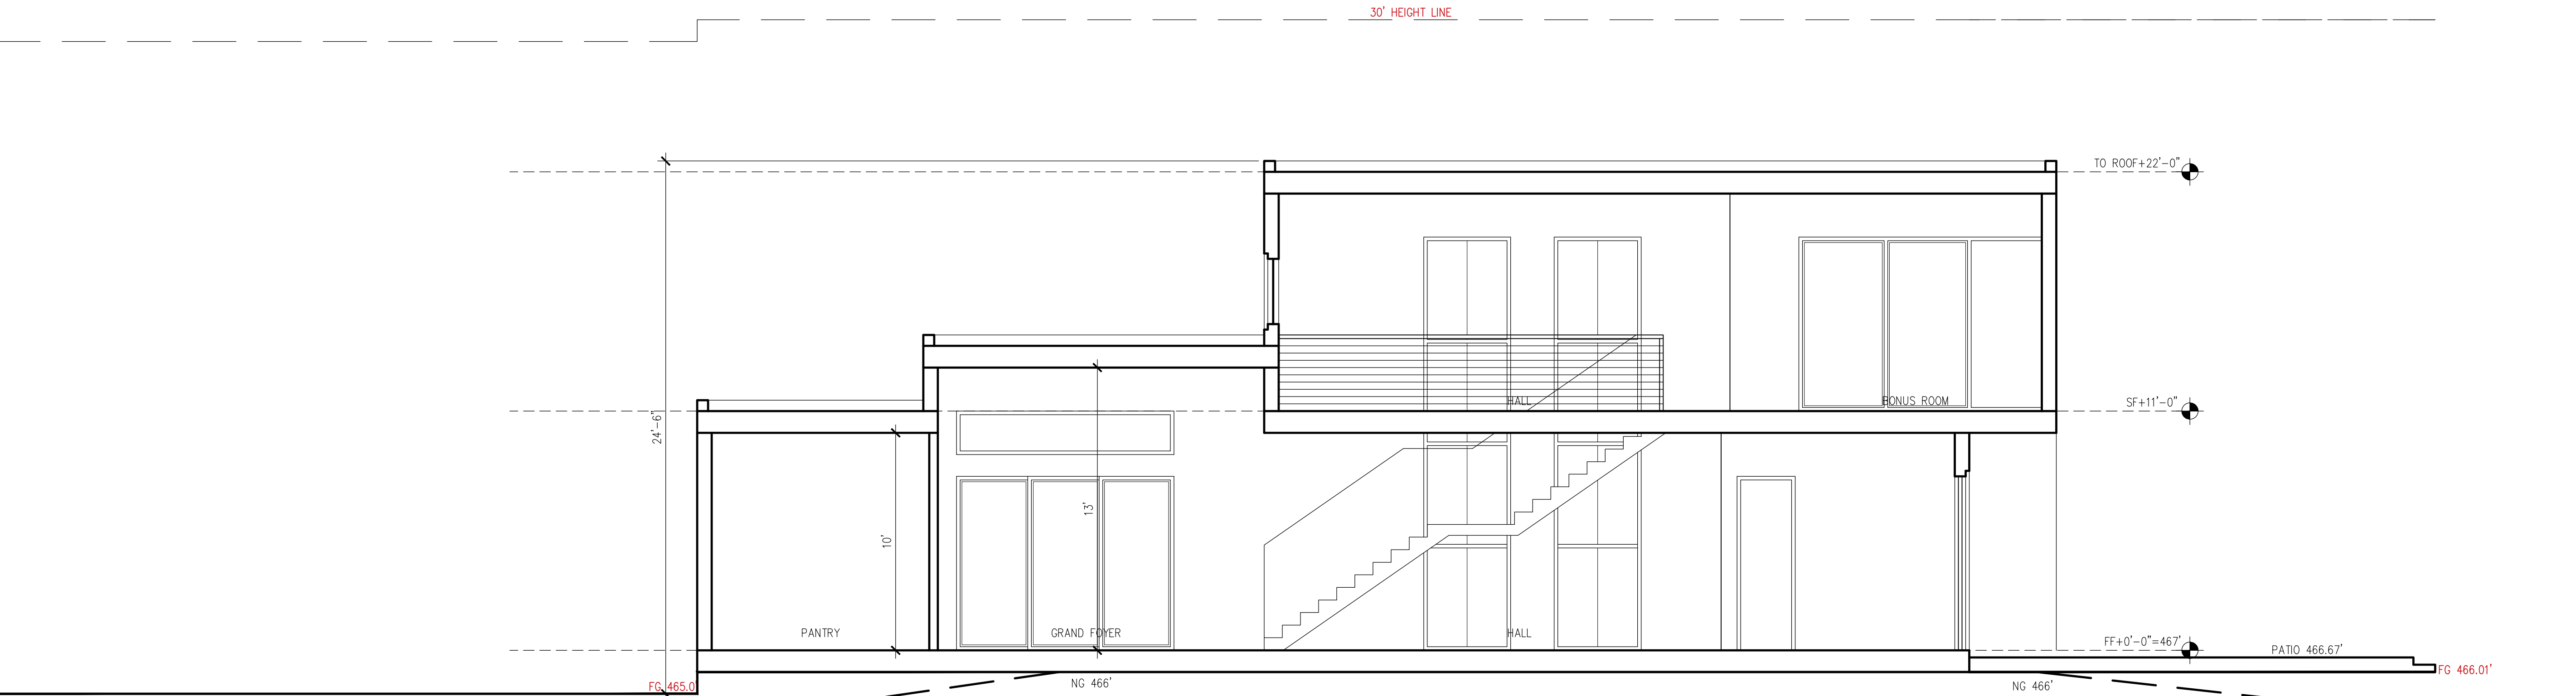 30' HEIGHT LINE
TO ROOF+22'-0"
24'-6"
HALL
BONUS ROOM
SF+11'-0"
10'
13'
PANTRY
GRAND FOYER
HALL
FF+0'-0"=467'
PATIO 466.67'
FG 465.0'
NG 466'
NG 466'
FG 466.01'